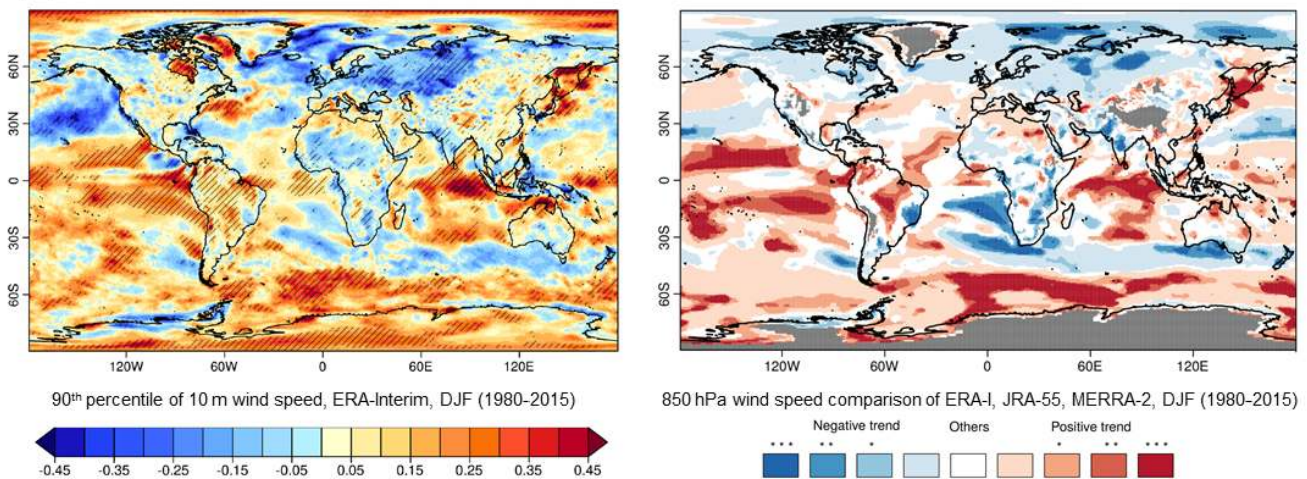 60N
30N
0
30S
60S
120W 60W 0 60E 120E
90th percentile of 10 m wind speed, ERA-Interim, DJF (1980-2015)
-0.45 -0.35 -0.25 -0.15 -0.05 0.05 0.15 0.25 0.35 0.45
60N
30N
0
30S
60S
120W 60W 0 60E 120E
850 hPa wind speed comparison of ERA-I, JRA-55, MERRA-2, DJF (1980-2015)
Negative trend Others Positive trend
*** ** * * ** ***